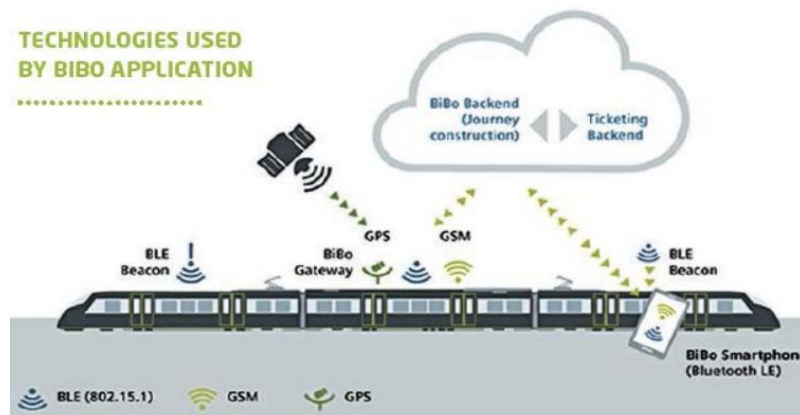 TECHNOLOGIES USED
BY BIBO APPLICATION
BiBo Backend
(Journey
construction)
Ticketing
Backend
GPS
GSM
BLE
Beacon
BiBo
Gateway
BLE
Beacon
BiBo Smartphone
(Bluetooth LE)
BLE (802.15.1)
GSM
GPS